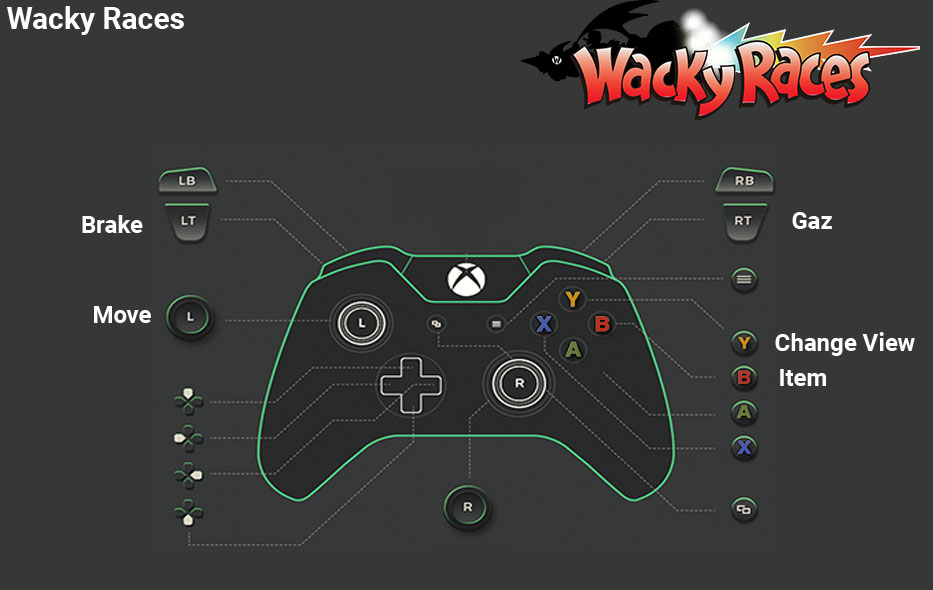 Wacky Races
Wacky Races
W
LB
RB
Brake
LT
RT
Gaz
Move
L
L
Y
X
B
A
R
Y
Change View
B
Item
A
X
R